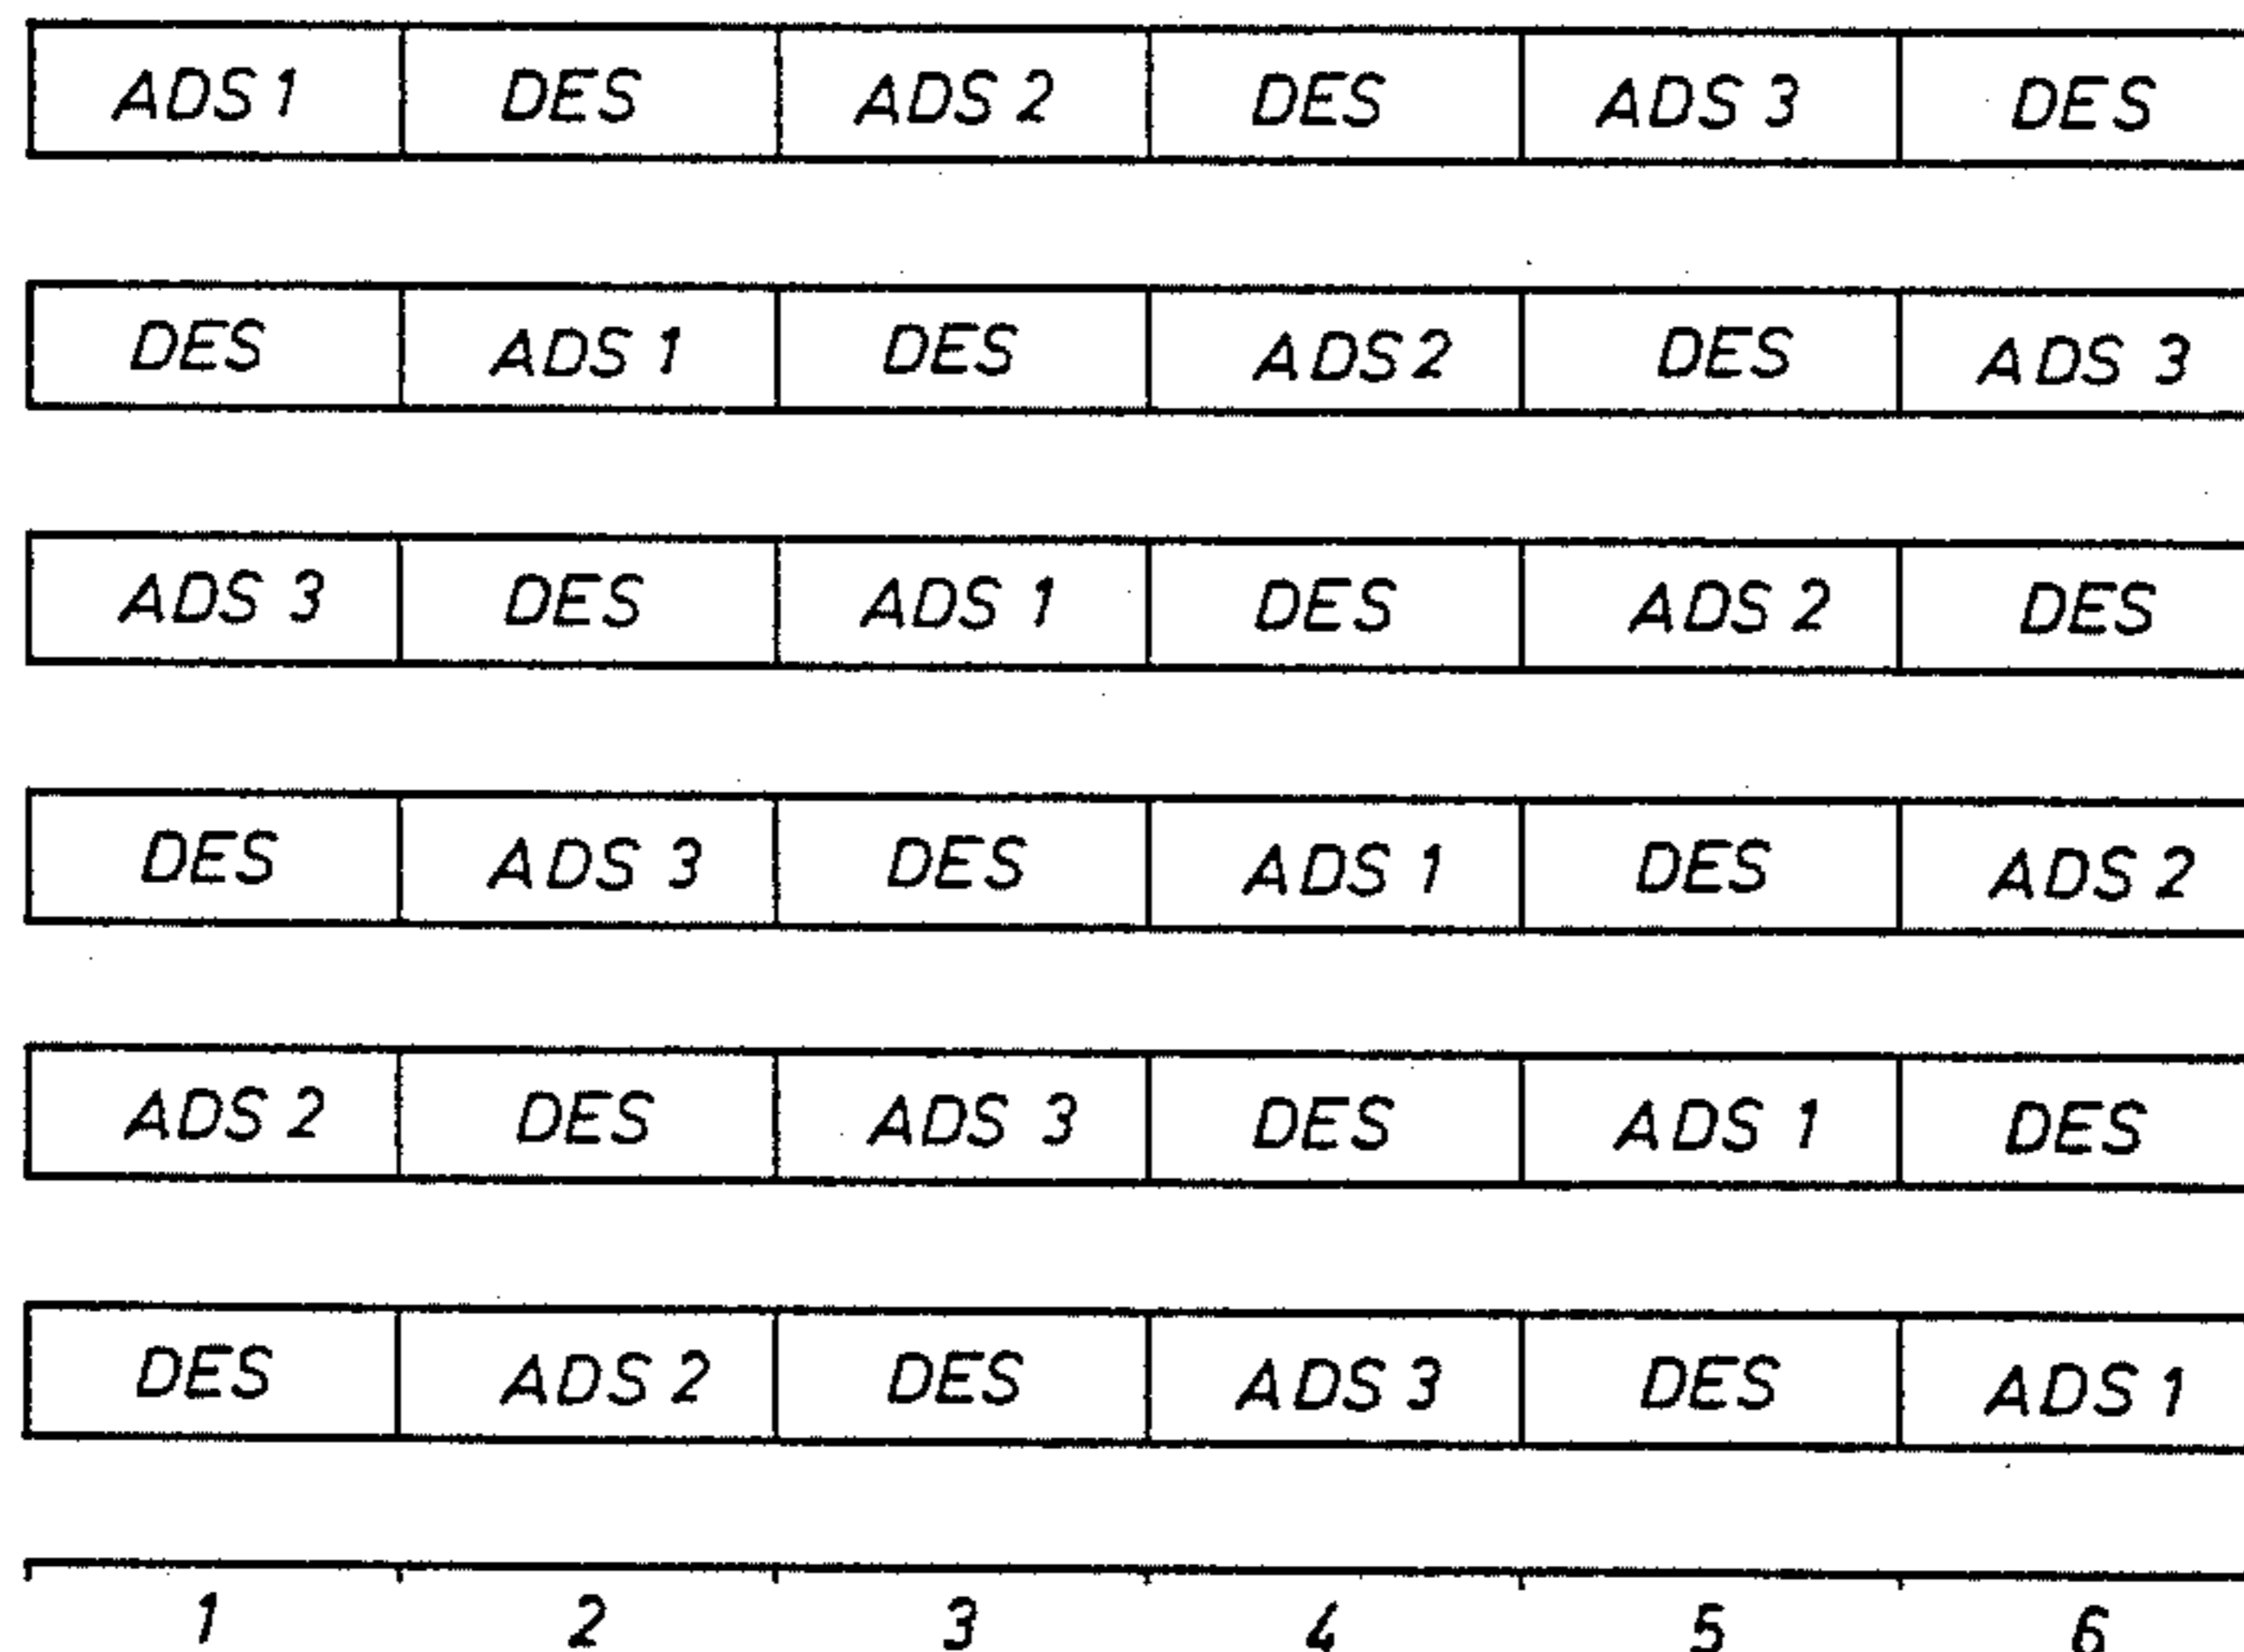 ADS 1 DES ADS 2 DES ADS 3 DES
DES ADS 1 DES ADS 2 DES ADS 3
ADS 3 DES ADS 1 DES ADS 2 DES
DES ADS 3 DES ADS 1 DES ADS 2
ADS 2 DES ADS 3 DES ADS 1 DES
DES ADS 2 DES ADS 3 DES ADS 1
1 2 3 4 5 6